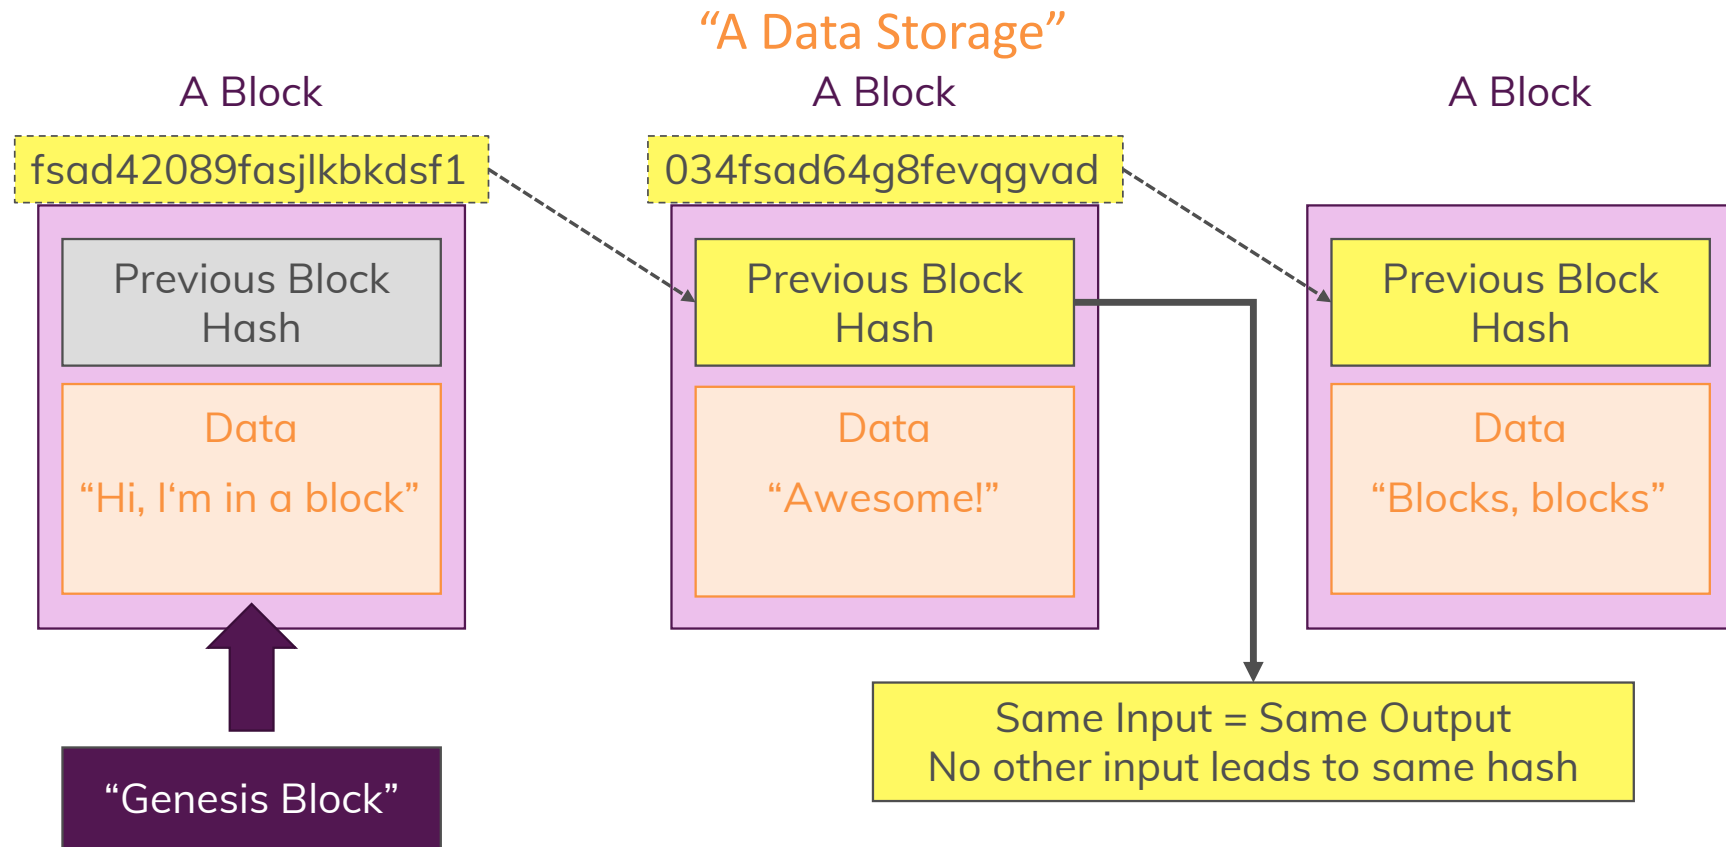 “A Data Storage”
A Block
A Block
A Block
fsad42089fasjlkbkdsf1
034fsad64g8fevqgvad
Previous Block
Hash
Previous Block
Hash
Previous Block
Hash
Data
“Hi, I‘m in a block”
Data
“Awesome!”
Data
“Blocks, blocks”
Same Input = Same Output
No other input leads to same hash
“Genesis Block”